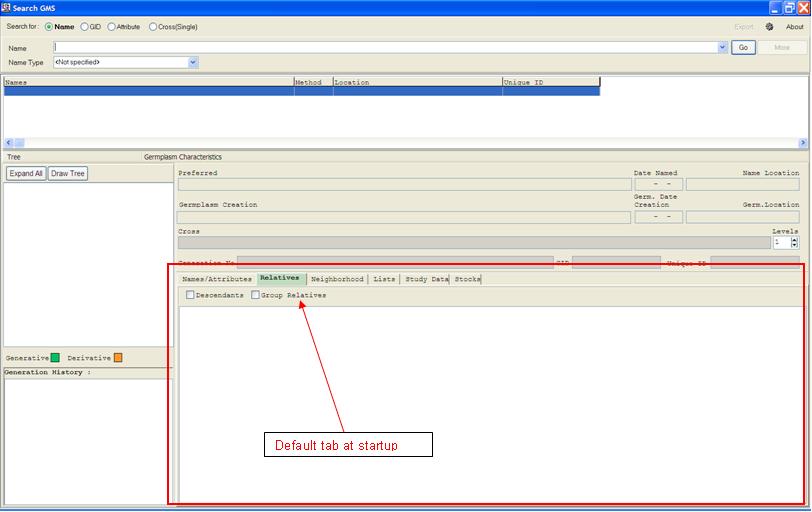 Search GMS
Search for: Name GID Attribute Cross(Single) Export About
Name Go More
Name Type <Not specified>
Names Method Location Unique ID
Tree Germplasm Characteristics
Expand All Draw Tree
Preferred Date Named Name Location
- -
Germplasm Creation Germ. Date Creation Germ.Location
- -
Cross Levels
1
Generation No GID Unique ID
Names/Attributes Relatives Neighborhood Lists Study Data Stocks
Descendants Group Relatives
Generative Derivative
Generation History :
Default tab at startup